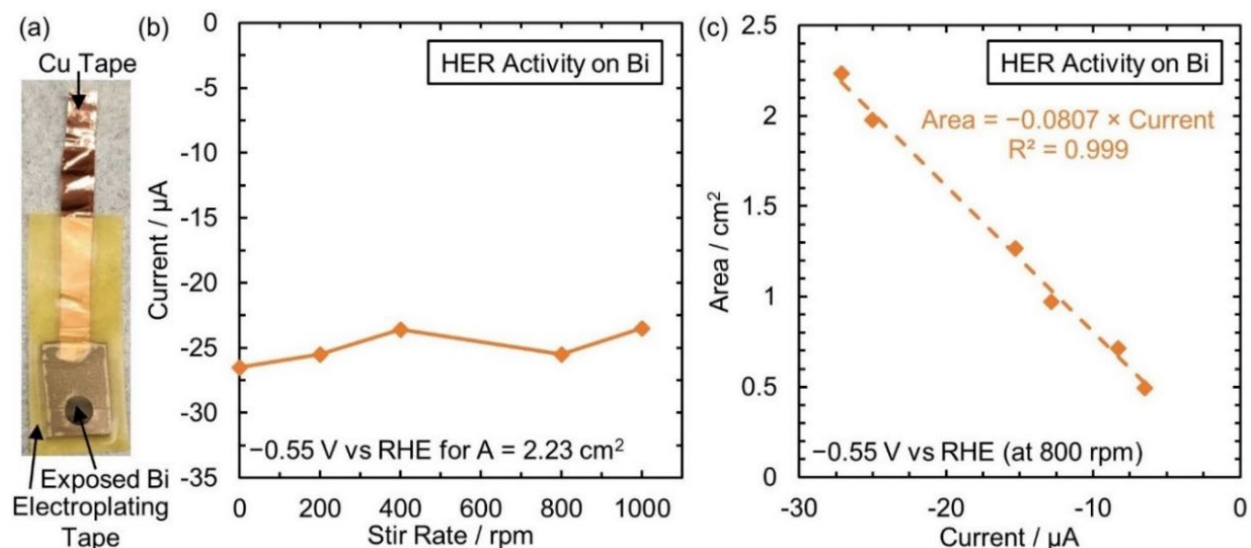 (a)
Cu Tape
Exposed Bi
Electroplating
Tape
(b)
HER Activity on Bi
0
-5
-10
-15
-20
-25
-30
-35
Current / µA
−0.55 V vs RHE for A = 2.23 cm²
0
200
400
600
800
1000
Stir Rate / rpm
(c)
HER Activity on Bi
Area = −0.0807 × Current
R² = 0.999
2.5
2
1.5
1
0.5
0
Area / cm²
−0.55 V vs RHE (at 800 rpm)
-30
-20
-10
0
Current / µA